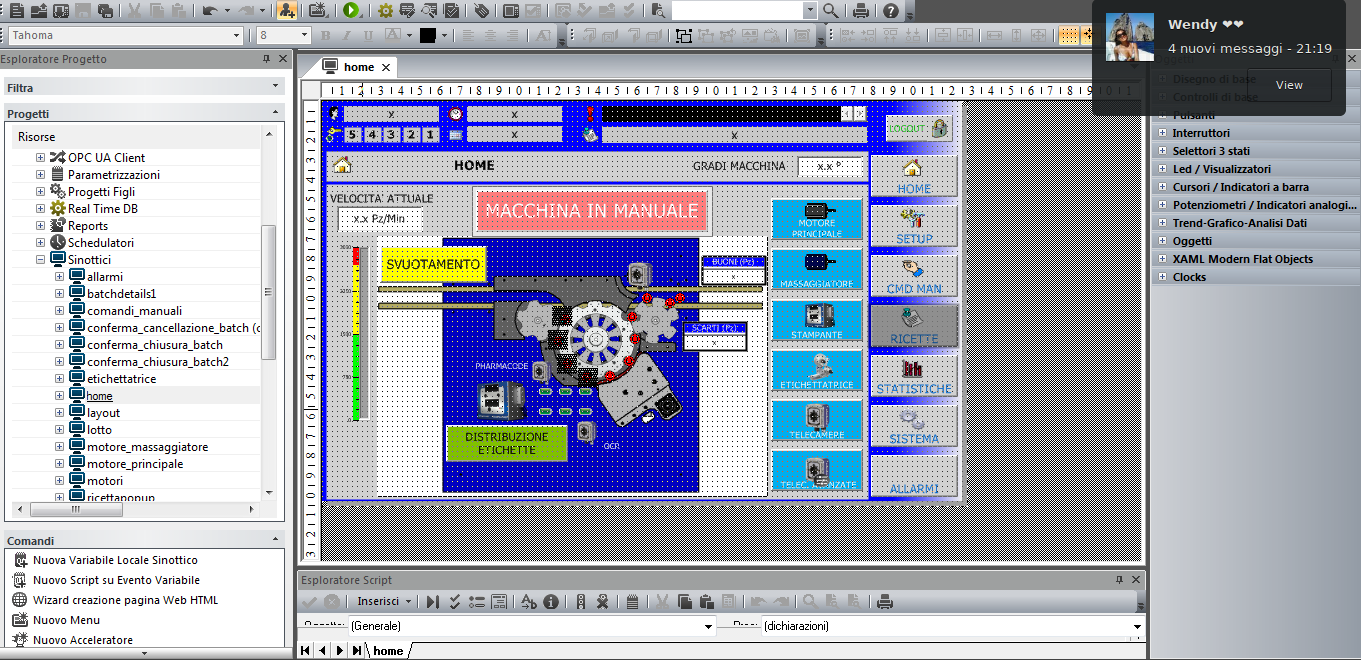 Wendy ❤❤
4 nuovi messaggi - 21:19
View
Tahoma
8
Esploratore Progetto
Filtra
Progetti
Risorse
OPC UA Client
Parametrizzazioni
Progetti Figli
Real Time DB
Reports
Schedulatori
Sinottici
allarmi
batchdetails1
comandi_manuali
conferma_cancellazione_batch (c
conferma_chiusura_batch
conferma_chiusura_batch2
etichettatrice
home
layout
lotto
motore_massaggiatore
motore_principale
motori
ricettapopup
Comandi
Nuova Variabile Locale Sinottico
Nuovo Script su Evento Variabile
Wizard creazione pagina Web HTML
Nuovo Menu
Nuovo Acceleratore
home
x
x
5 4 3 2 1
x
x
x
LOGOUT
HOME
GRADI MACCHINA
x.x °
VELOCITA' ATTUALE
x.x Pz/Min
MACCHINA IN MANUALE
SVUOTAMENTO
BUONI (Pz)
x
SCARTI (Pz)
x
PHARMACODE
OCR
DISTRIBUZIONE
ETICHETTE
MOTORE
PRINCIPALE
MASSAGGIATORE
STAMPANTE
ETICHETTATRICE
TELECAMERE
TELEC. AVANZATE
HOME
SETUP
CMD MAN
RICETTE
STATISTICHE
SISTEMA
ALLARMI
Oggetti
Disegno di base
Controlli di base
Pulsanti
Interruttori
Selettori 3 stati
Led / Visualizzatori
Cursori / Indicatori a barra
Potenziometri / Indicatori analogi...
Trend-Grafico-Analisi Dati
Oggetti
XAML Modern Flat Objects
Clocks
Esploratore Script
Inserisci
(Generale)
(dichiarazioni)
home